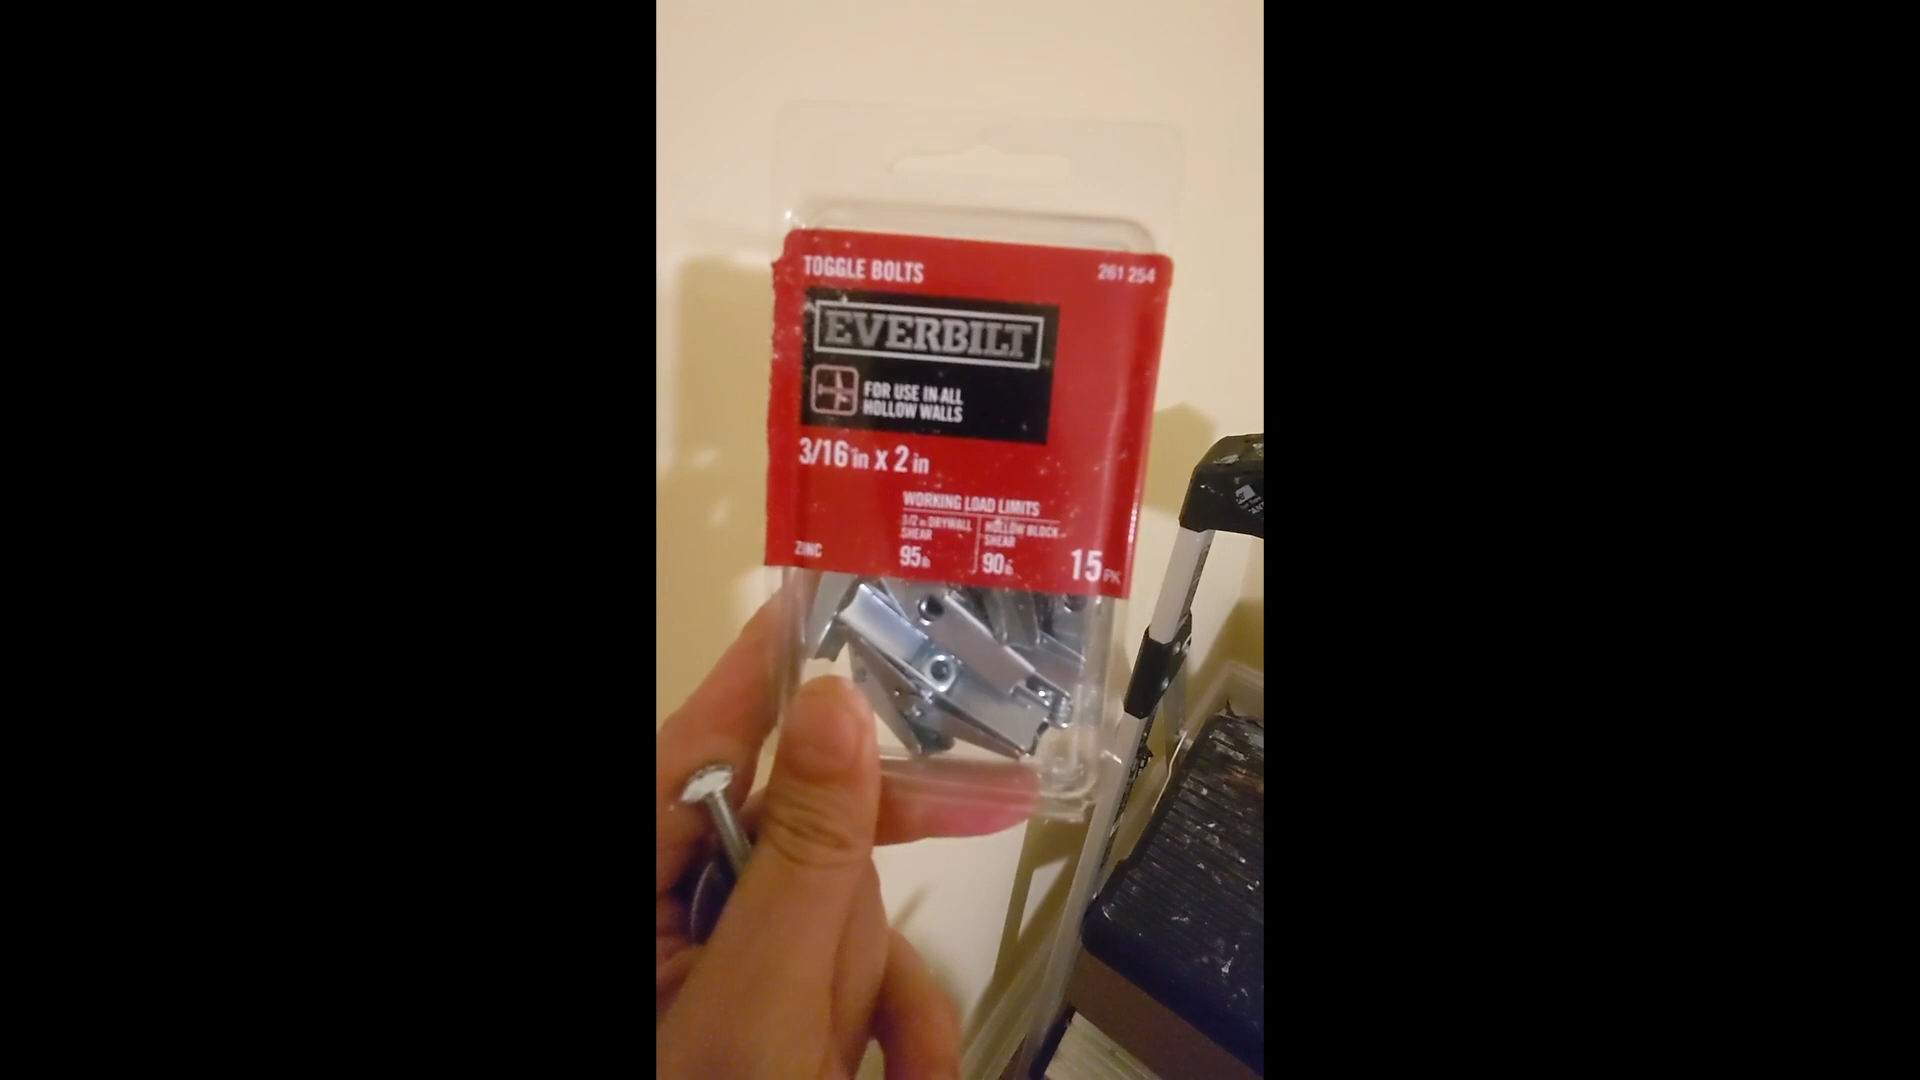 TOGGLE BOLTS
261 254
EVERBILT
FOR USE IN ALL
HOLLOW WALLS
3/16 in x 2 in
WORKING LOAD LIMITS
1/2 in DRYWALL
SHEAR
95 lb
HOLLOW BLOCK
SHEAR
90 lb
ZINC
15 PK